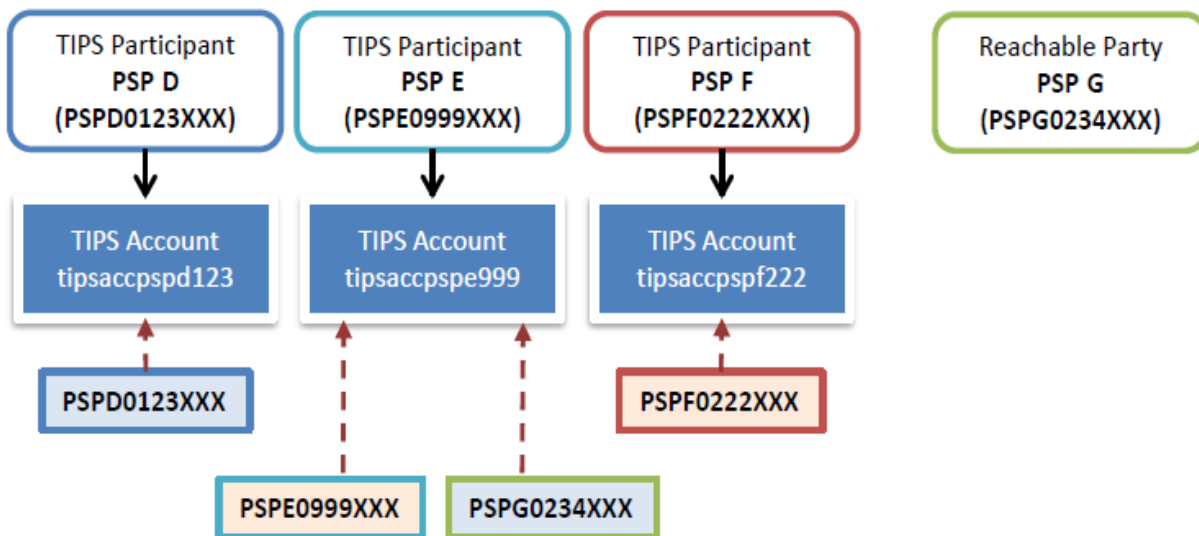 TIPS Participant
PSP D
(PSPD0123XXX)
TIPS Participant
PSP E
(PSPE0999XXX)
TIPS Participant
PSP F
(PSPF0222XXX)
Reachable Party
PSP G
(PSPG0234XXX)
TIPS Account
tipsaccpspd123
TIPS Account
tipsaccpspe999
TIPS Account
tipsaccpspf222
PSPD0123XXX
PSPF0222XXX
PSPE0999XXX
PSPG0234XXX